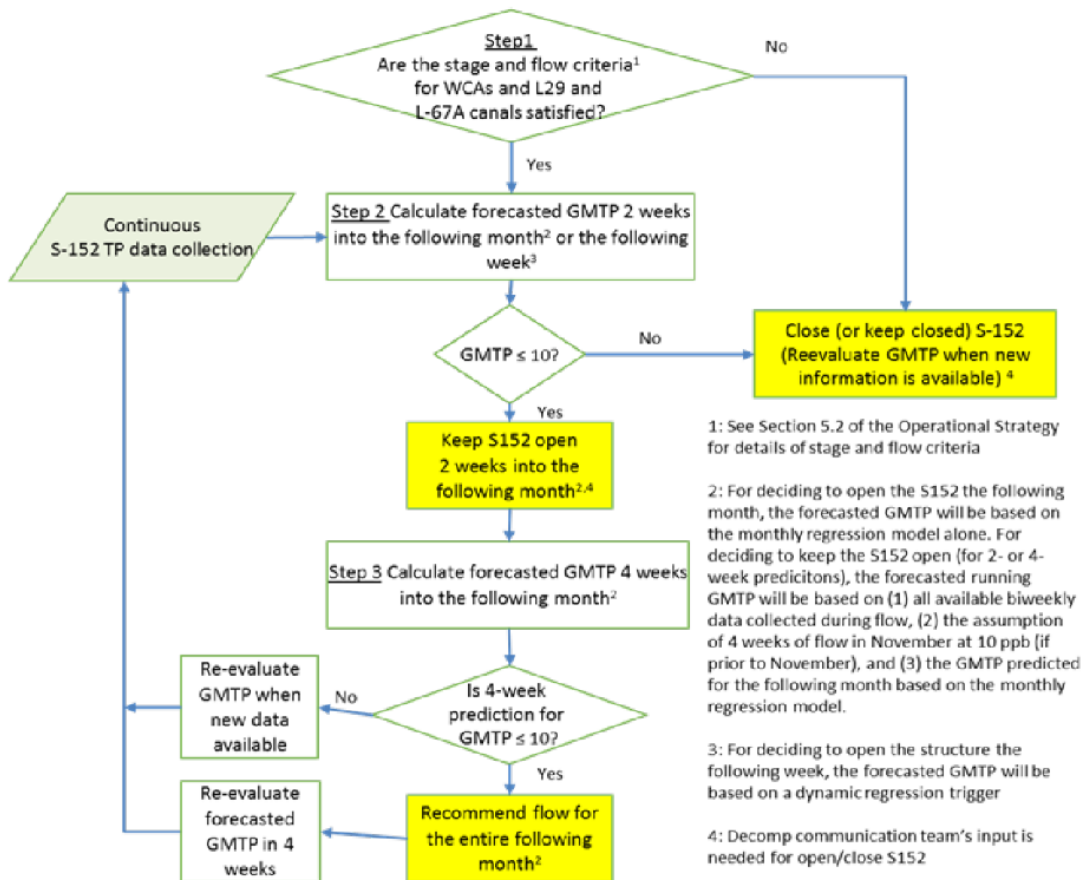 Step1
Are the stage and flow criteria¹
for WCAs and L29 and
L-67A canals satisfied?
No
Yes
Continuous
S-152 TP data collection
Step 2 Calculate forecasted GMTP 2 weeks
into the following month² or the following
week³
GMTP ≤ 10?
No
Close (or keep closed) S-152
(Reevaluate GMTP when new
information is available) ⁴
Yes
Keep S152 open
2 weeks into the
following month²,⁴
Step 3 Calculate forecasted GMTP 4 weeks
into the following month²
Is 4-week
prediction for
GMTP ≤ 10?
No
Re-evaluate
GMTP when
new data
available
Yes
Recommend flow for
the entire following
month²
Re-evaluate
forecasted
GMTP in 4
weeks
1: See Section 5.2 of the Operational Strategy
for details of stage and flow criteria
2: For deciding to open the S152 the following
month, the forecasted GMTP will be based on
the monthly regression model alone. For
deciding to keep the S152 open (for 2- or 4-
week predicitons), the forecasted running
GMTP will be based on (1) all available biweekly
data collected during flow, (2) the assumption
of 4 weeks of flow in November at 10 ppb (if
prior to November), and (3) the GMTP predicted
for the following month based on the monthly
regression model.
3: For deciding to open the structure the
following week, the forecasted GMTP will be
based on a dynamic regression trigger
4: Decomp communication team's input is
needed for open/close S152